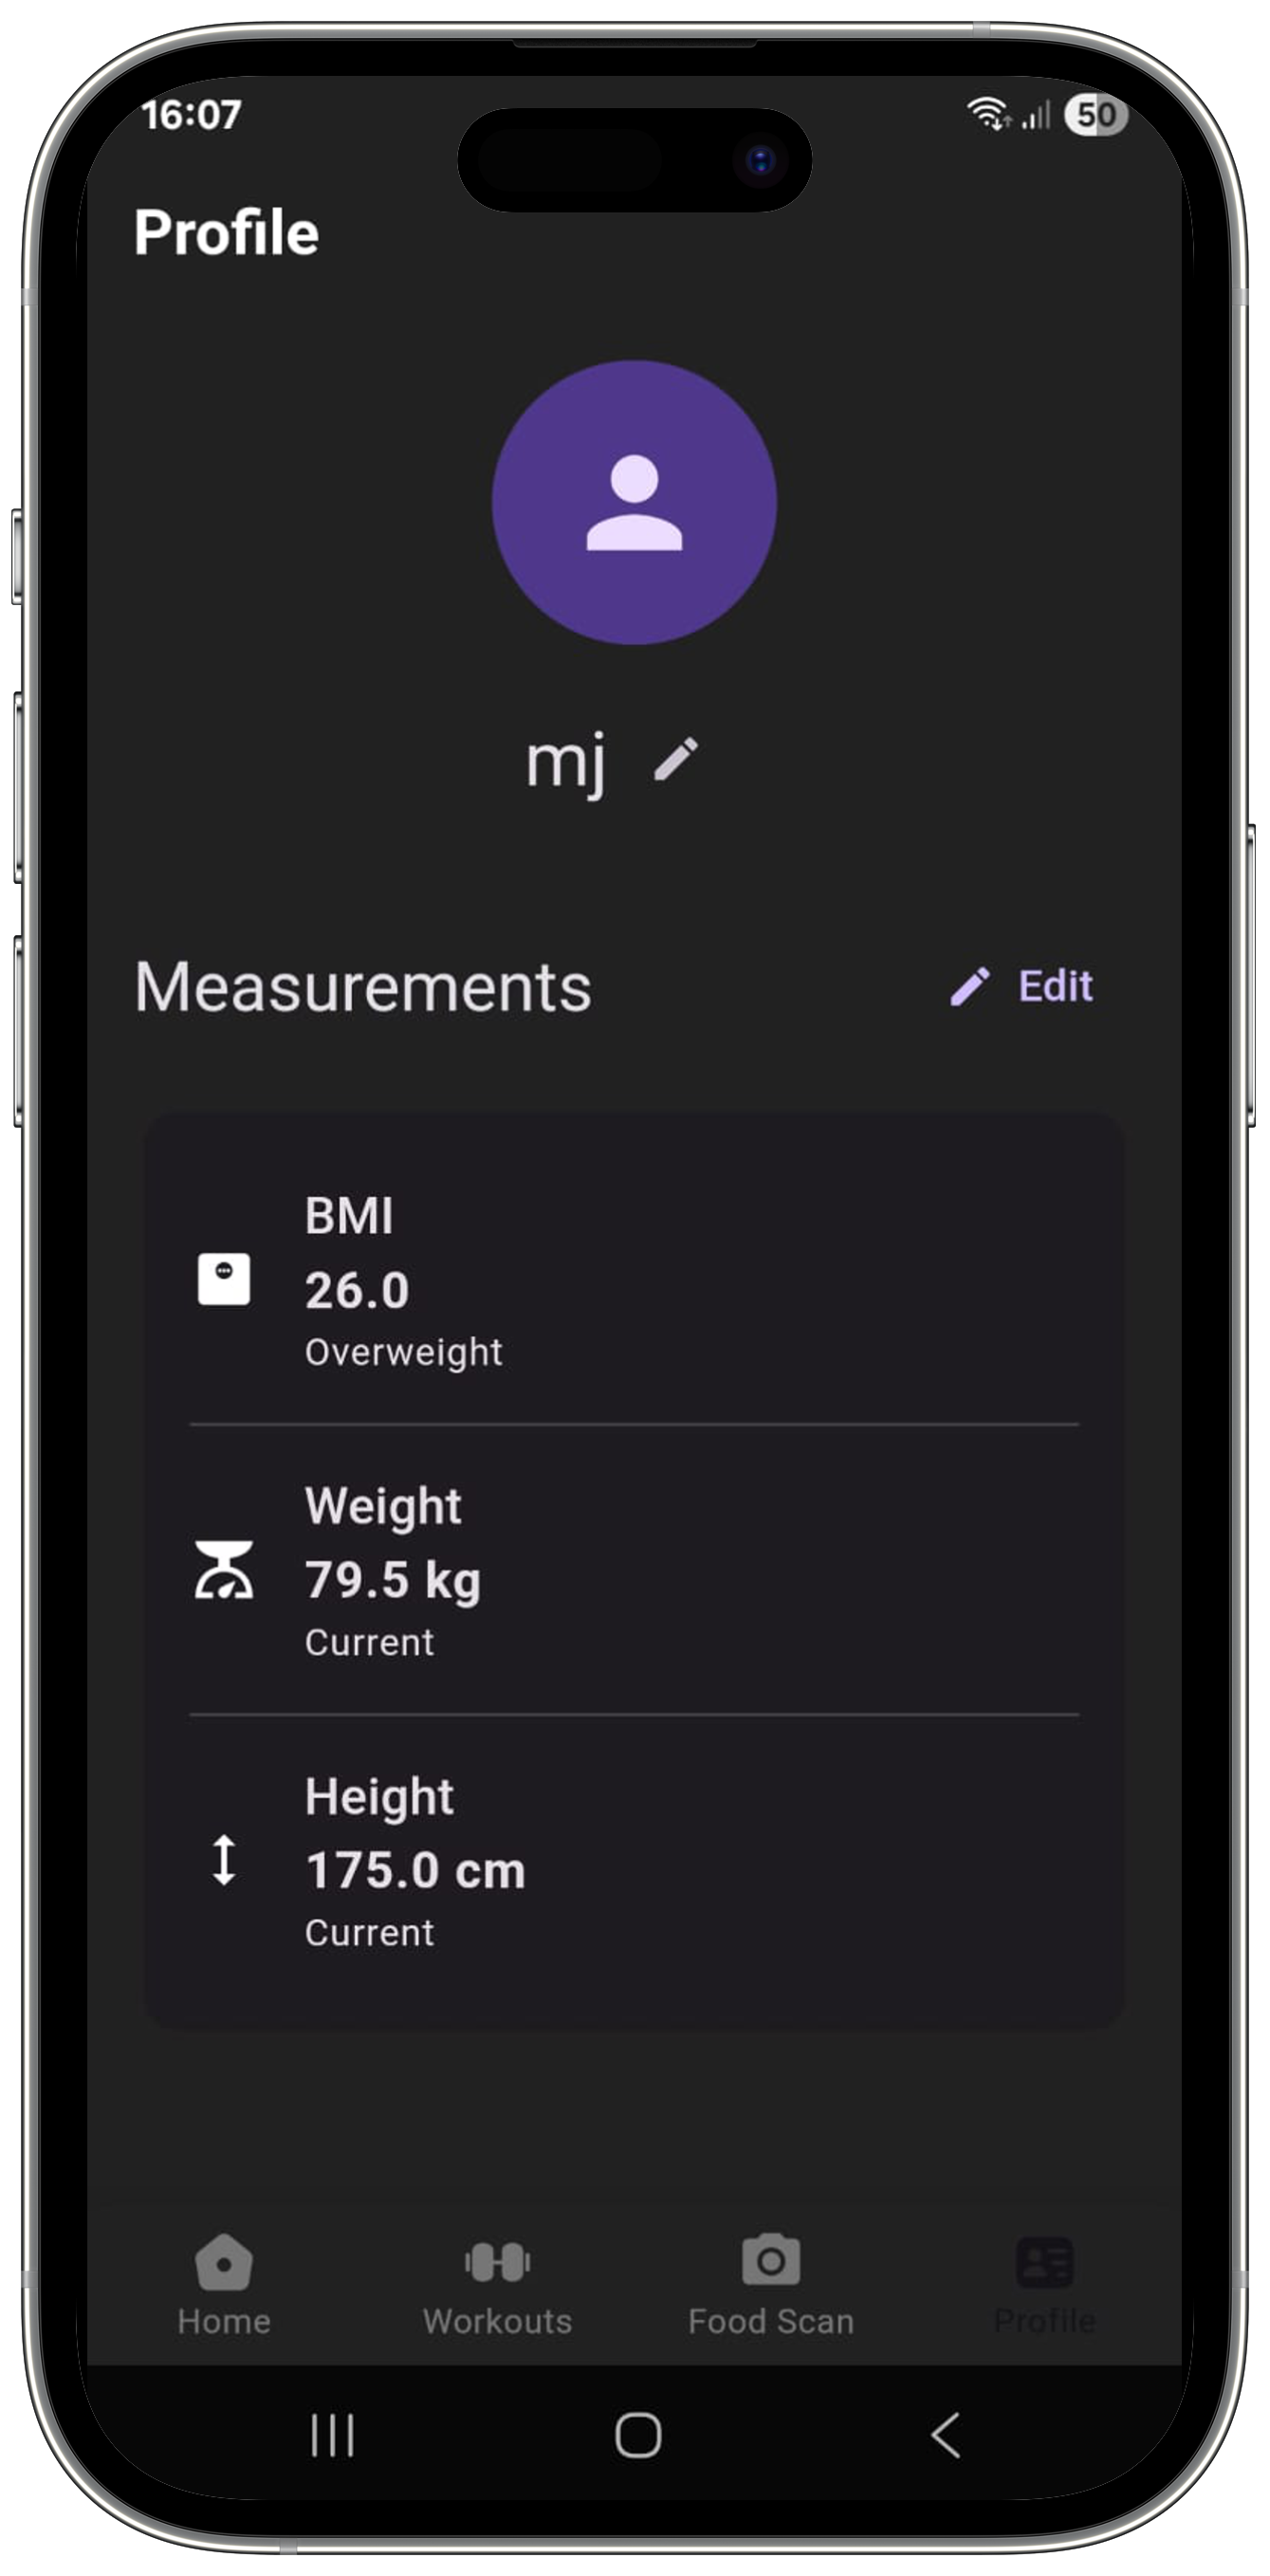 16:07
50
Profile
mj
Measurements
Edit
BMI
26.0
Overweight
Weight
79.5 kg
Current
Height
175.0 cm
Current
Home
Workouts
Food Scan
Profile